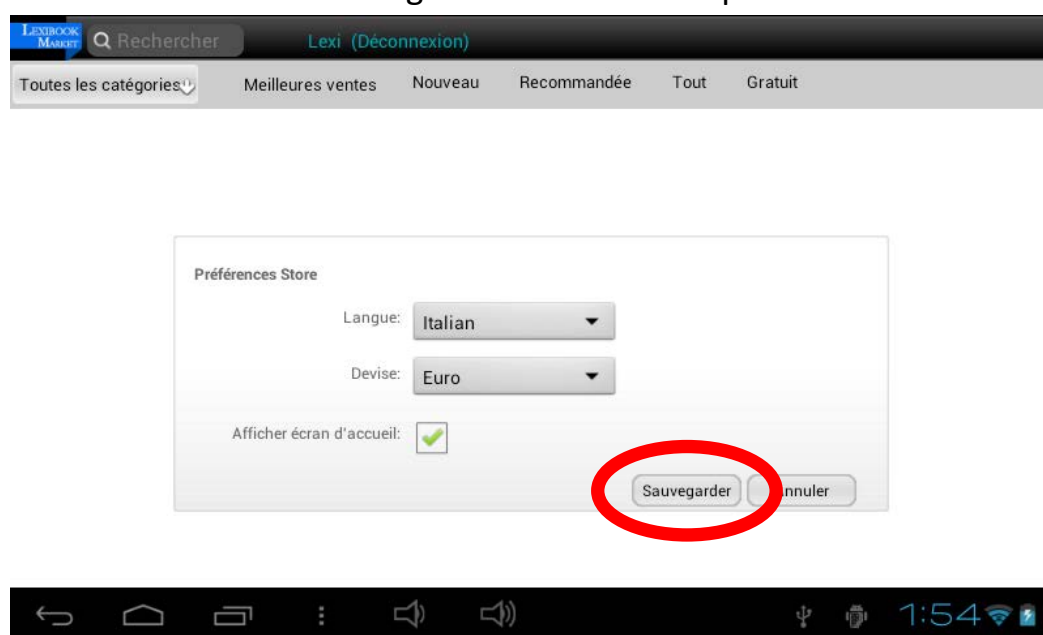 LEXIBOOK
MARKET
Rechercher
Lexi (Déconnexion)
Toutes les catégories
Meilleures ventes
Nouveau
Recommandée
Tout
Gratuit
Préférences Store
Langue:
Italian
Devise:
Euro
Afficher écran d'accueil:
Sauvegarder
nnuler
1:54